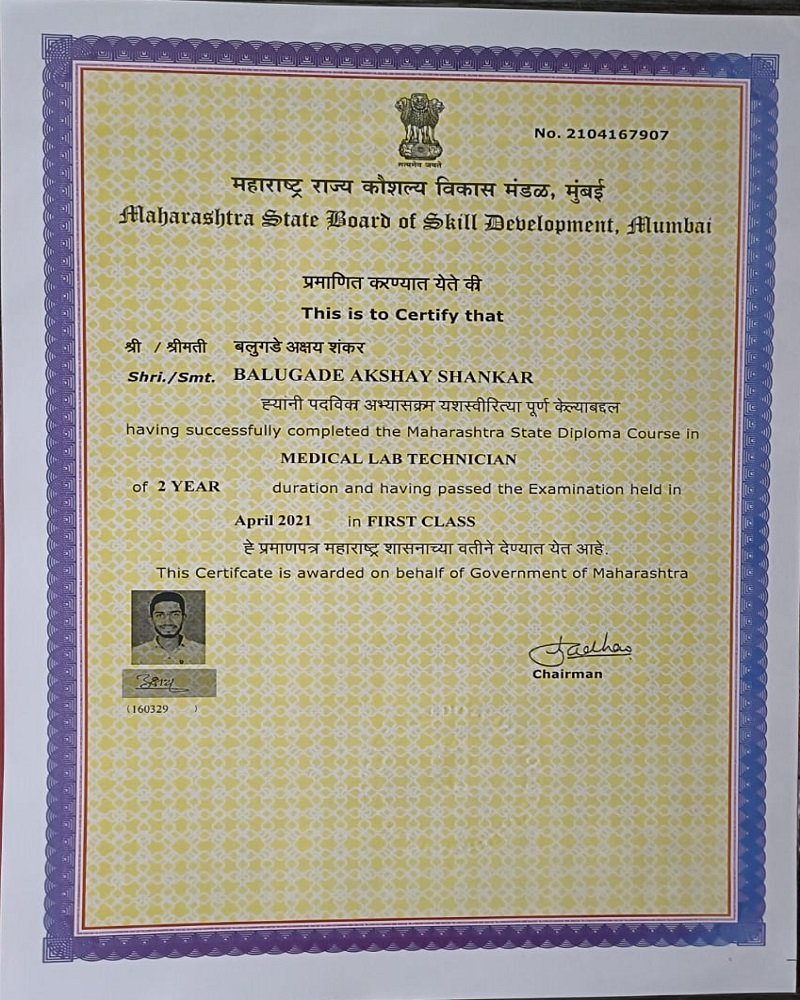 सत्यमेव जयते
No. 2104167907
महाराष्ट्र राज्य कौशल्य विकास मंडळ, मुंबई
Maharashtra State Board of Skill Development, Mumbai
प्रमाणित करण्यात येते की
This is to Certify that
श्री / श्रीमती बलुगडे अक्षय शंकर
Shri./Smt. BALUGADE AKSHAY SHANKAR
ह्यांनी पदविका अभ्यासक्रम यशस्वीरित्या पूर्ण केल्याबद्दल
having successfully completed the Maharashtra State Diploma Course in
MEDICAL LAB TECHNICIAN
of 2 YEAR duration and having passed the Examination held in
April 2021 in FIRST CLASS
हे प्रमाणपत्र महाराष्ट्र शासनाच्या वतीने देण्यात येत आहे.
This Certifcate is awarded on behalf of Government of Maharashtra
Chairman
(160329 )